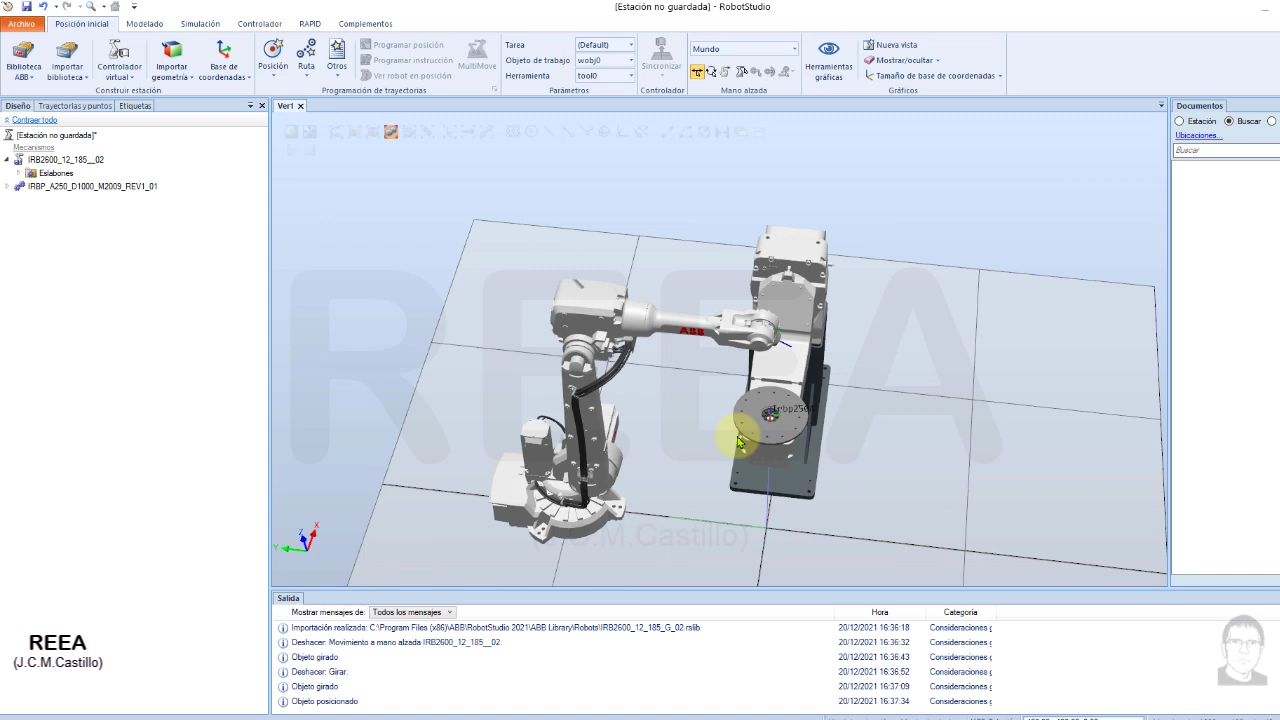 [Estación no guardada] - RobotStudio
Archivo Posición inicial Modelado Simulación Controlador RAPID Complementos
Biblioteca ABB Importar biblioteca Controlador virtual Importar geometría Base de coordenadas
Construir estación
Posición Ruta Otros
Programar posición
Programar instrucción
Ver robot en posición
MultiMove
Programación de trayectorias
Tarea (Default)
Objeto de trabajo wobj0
Herramienta tool0
Parámetros
Sincronizar
Controlador
Mundo
Mano alzada
Herramientas gráficas
Nueva vista
Mostrar/ocultar
Tamaño de base de coordenadas
Gráficos
Diseño Trayectorias y puntos Etiquetas
Contraer todo
[Estación no guardada]*
Mecanismos
IRB2600_12_185__02
Eslabones
IRBP_A250_D1000_M2009_REV1_01
Ver1
REEA
ABB
(J.C.M.Castillo)
Z X
Y
Documentos
Estación Buscar
Ubicaciones...
Buscar
Salida
Mostrar mensajes de: Todos los mensajes Hora Categoría
Importación realizada: C:\Program Files (x86)\ABB\RobotStudio 2021\ABB Library\Robots\IRB2600_12_185_G_02.rslib 20/12/2021 16:36:18 Consideraciones g
Deshacer: Movimiento a mano alzada IRB2600_12_185__02. 20/12/2021 16:36:32 Consideraciones g
Objeto girado 20/12/2021 16:36:43 Consideraciones g
Deshacer: Girar. 20/12/2021 16:36:52 Consideraciones g
Objeto girado 20/12/2021 16:37:09 Consideraciones g
Objeto posicionado 20/12/2021 16:37:34 Consideraciones g
REEA
(J.C.M.Castillo)